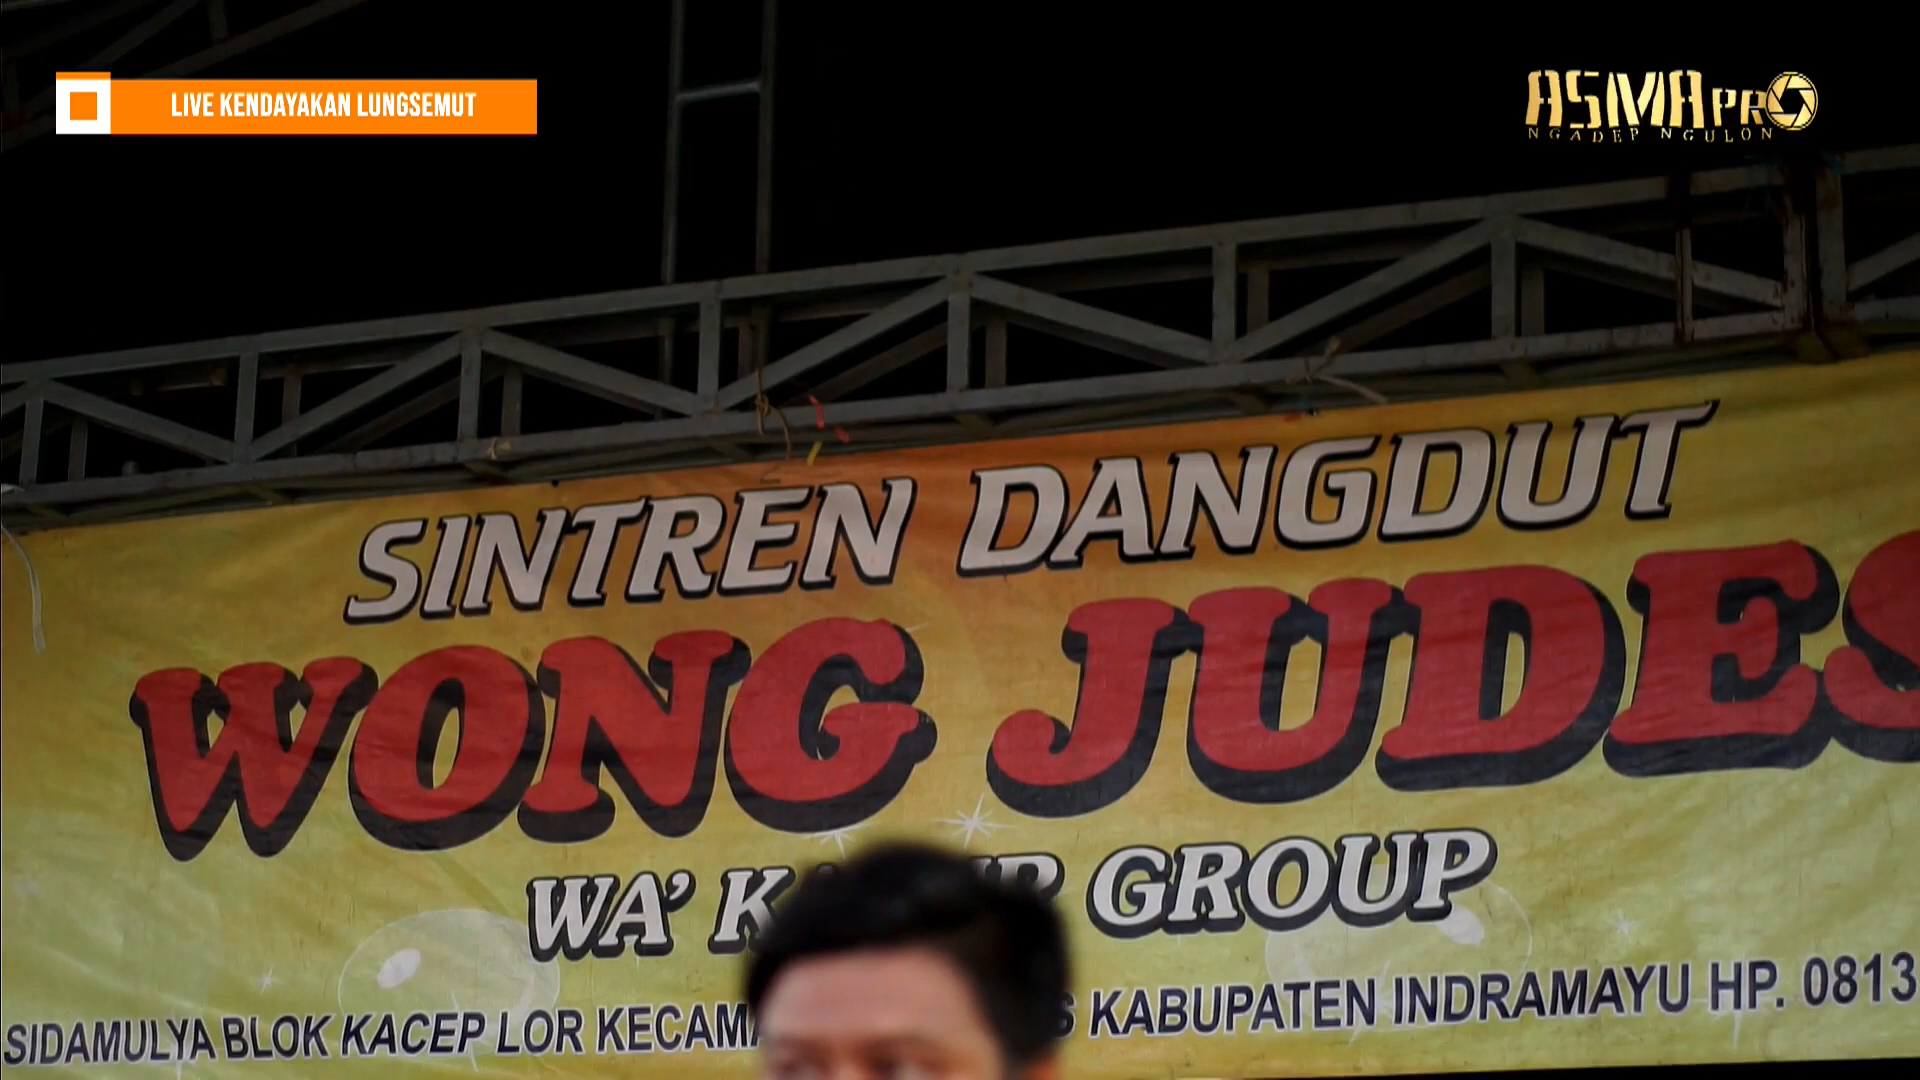 LIVE KENDAYAKAN LUNGSEMUT
ASMA PRO
NGADEP NGULON
SINTREN DANGDUT
WONG JUDES
WA' GROUP
SIDAMULYA BLOK KACEP LOR KABUPATEN INDRAMAYU HP. 0813